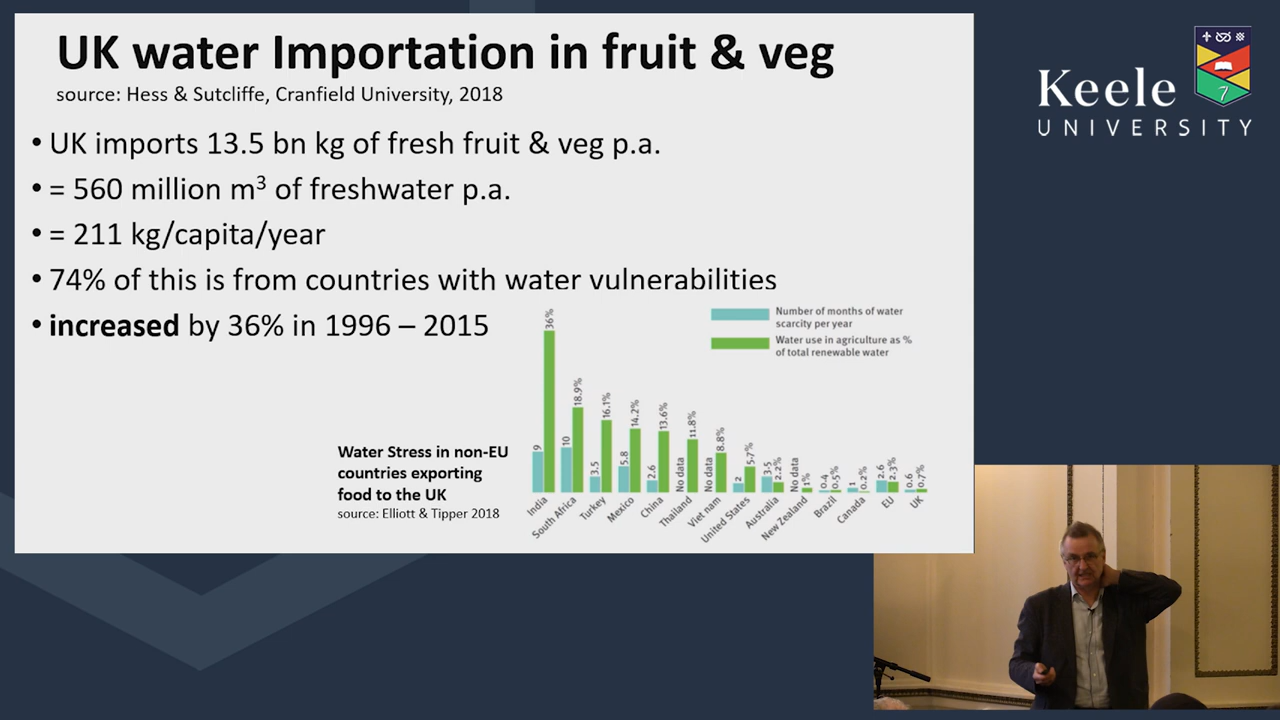 UK water Importation in fruit & veg
source: Hess & Sutcliffe, Cranfield University, 2018
• UK imports 13.5 bn kg of fresh fruit & veg p.a.
• = 560 million m³ of freshwater p.a.
• = 211 kg/capita/year
• 74% of this is from countries with water vulnerabilities
• increased by 36% in 1996 – 2015
Number of months of water
scarcity per year
Water use in agriculture as %
of total renewable water
9
36%
10
18.9%
3.5
16.1%
5.8
14.2%
2.6
13.6%
No data
11.8%
No data
8.8%
2
5.7%
3.5
2.2%
No data
1%
0.4
0.5%
1
0.2%
2.6
2.3%
0.6
0.7%
India
South Africa
Turkey
Mexico
China
Thailand
Viet nam
United States
Australia
New Zealand
Brazil
Canada
EU
UK
Water Stress in non-EU
countries exporting
food to the UK
source: Elliott & Tipper 2018
Keele
UNIVERSITY